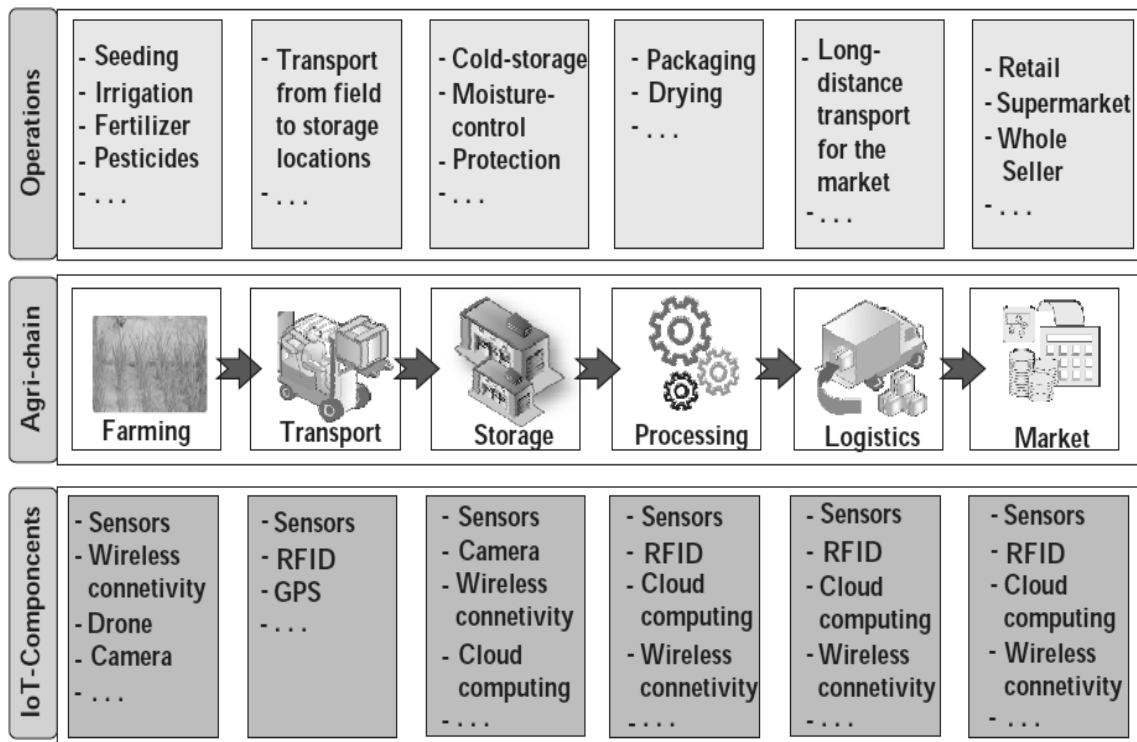 Operations
- Seeding
- Irrigation
- Fertilizer
- Pesticides
- . . .
- Transport
from field
to storage
locations
- . . .
- Cold-storage
- Moisture-
control
- Protection
- . . .
- Packaging
- Drying
- . . .
- Long-
distance
transport
for the
market
- . . .
- Retail
- Supermarket
- Whole
Seller
- . . .
Agri-chain
Farming
Transport
Storage
Processing
Logistics
Market
IoT-Componcents
- Sensors
- Wireless
connetivity
- Drone
- Camera
- . . .
- Sensors
- RFID
- GPS
- . . .
- Sensors
- Camera
- Wireless
connetivity
- Cloud
computing
- . . .
- Sensors
- RFID
- Cloud
computing
- Wireless
connetivity
- . . .
- Sensors
- RFID
- Cloud
computing
- Wireless
connetivity
- . . .
- Sensors
- RFID
- Cloud
computing
- Wireless
connetivity
- . . .